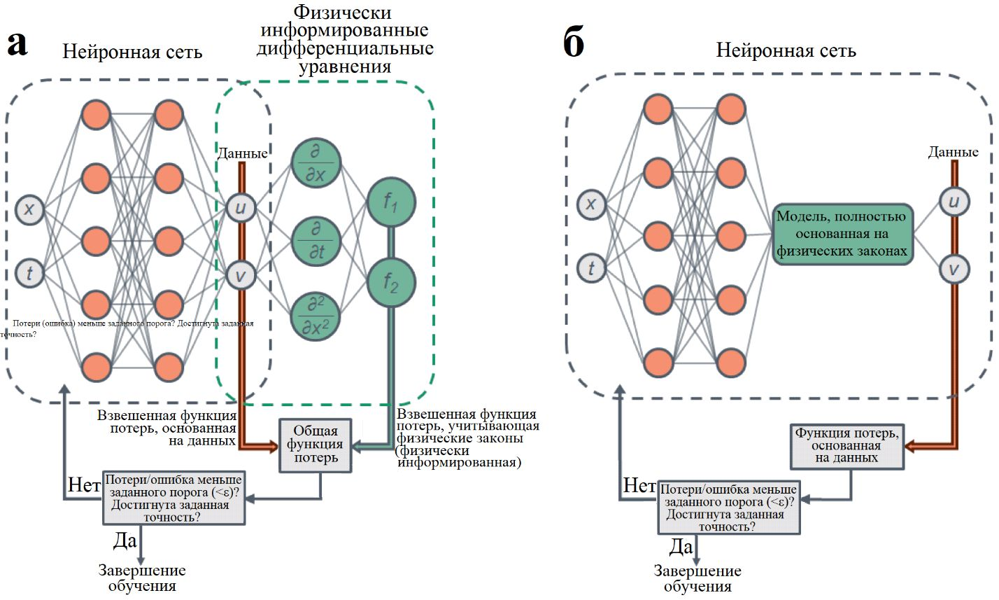 а
Нейронная сеть
Физически
информированные
дифференциальные
уравнения
Данные
x
t
u
v
∂
∂x
∂
∂t
∂²
∂x²
f₁
f₂
Потери (ошибка) меньше заданного порога? Достигнута заданная
точность?
Взвешенная функция
потерь, основанная
на данных
Общая
функция
потерь
Взвешенная функция
потерь, учитывающая
физические законы
(физически
информированная)
Нет
Потери/ошибка меньше
заданного порога (<ε)?
Достигнута заданная
точность?
Да
Завершение
обучения
б
Нейронная сеть
Данные
x
t
Модель, полностью
основанная на
физических законах
u
v
Функция потерь,
основанная
на данных
Нет
Потери/ошибка меньше
заданного порога (<ε)?
Достигнута заданная
точность?
Да
Завершение
обучения